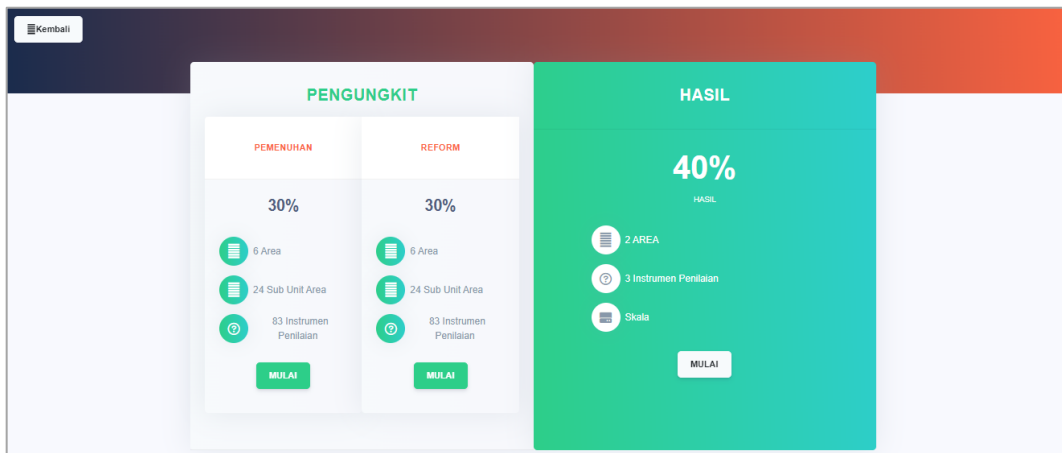 Kembali
PENGUNGKIT
PEMENUHAN
30%
6 Area
24 Sub Unit Area
83 Instrumen
Penilaian
MULAI
REFORM
30%
6 Area
24 Sub Unit Area
83 Instrumen
Penilaian
MULAI
HASIL
40%
HASIL
2 AREA
3 Instrumen Penilaian
Skala
MULAI